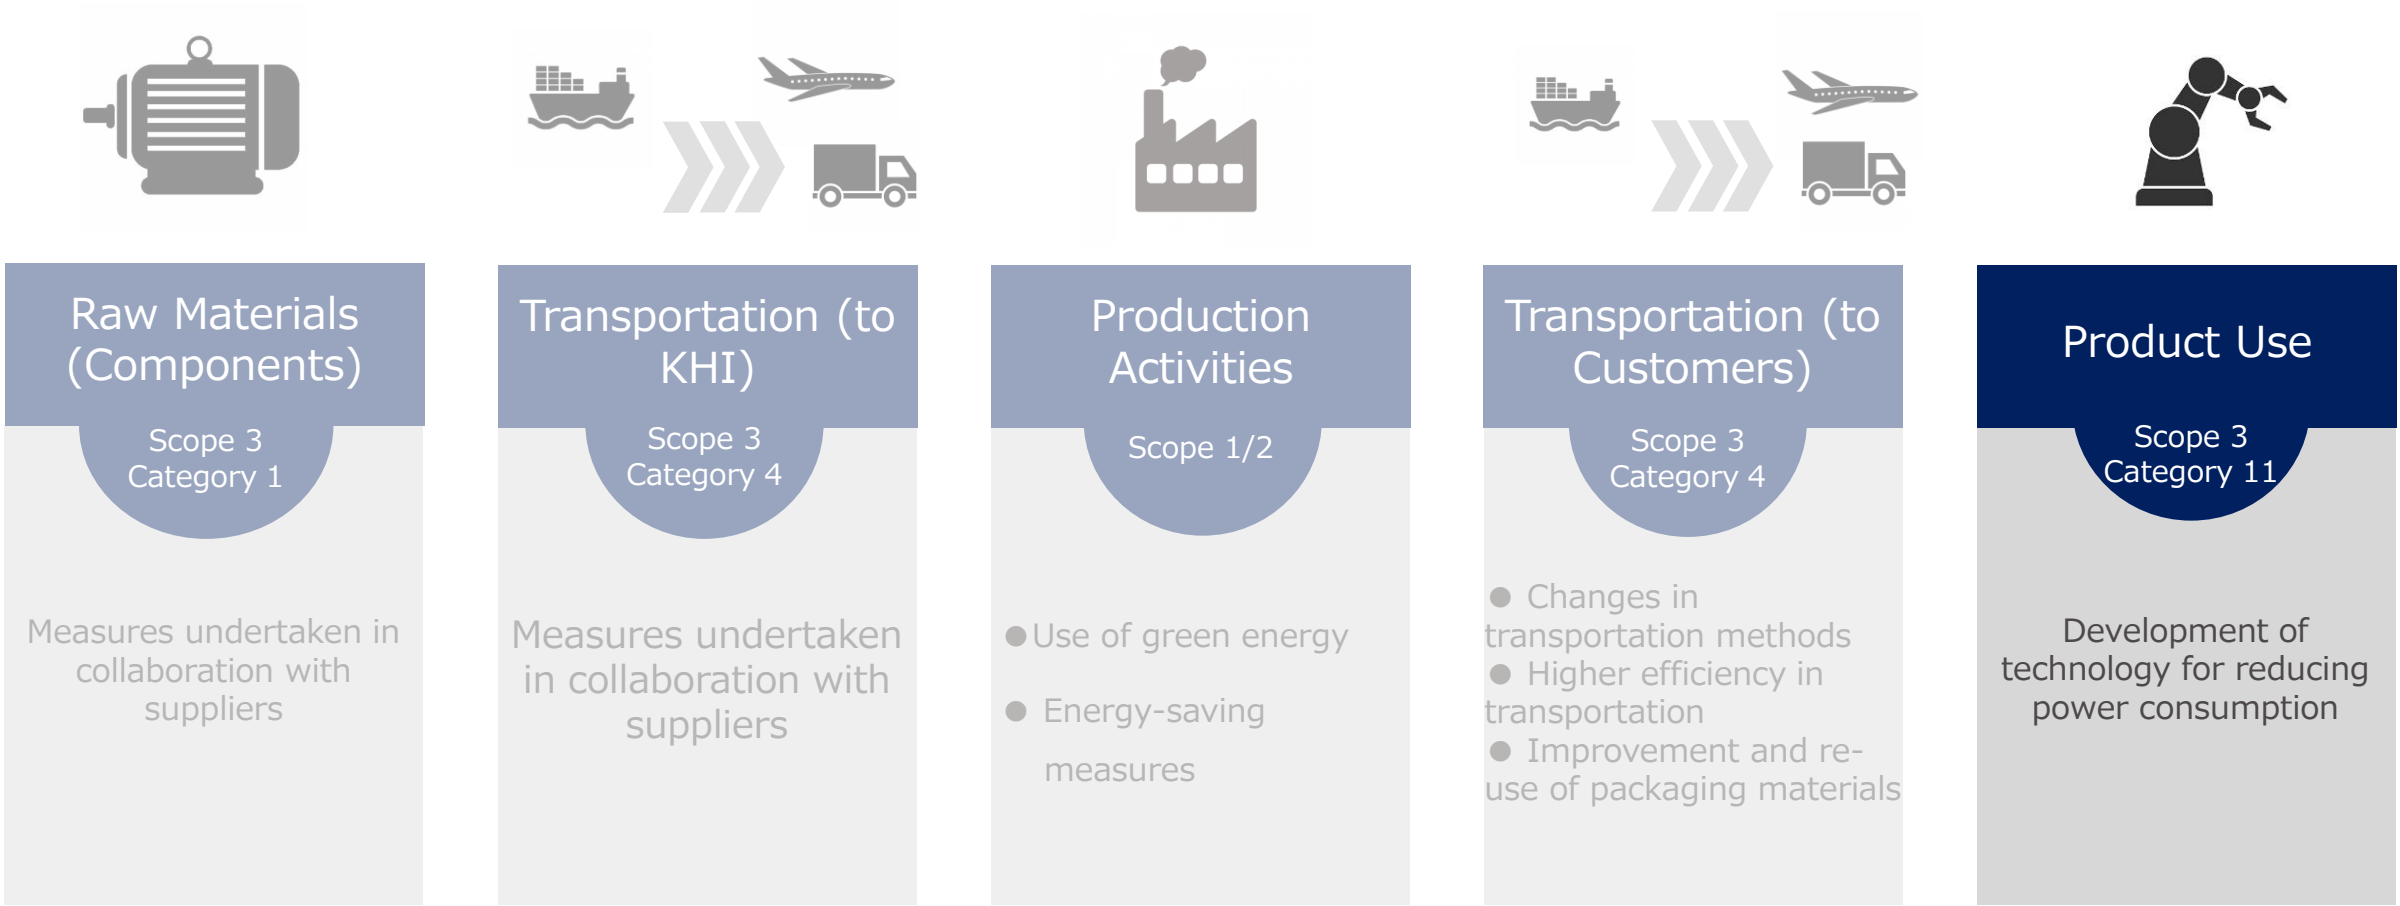 Raw Materials
(Components)
Scope 3
Category 1
Measures undertaken in
collaboration with
suppliers
Transportation (to
KHI)
Scope 3
Category 4
Measures undertaken
in collaboration with
suppliers
Production
Activities
Scope 1/2
●Use of green energy
● Energy-saving
measures
Transportation (to
Customers)
Scope 3
Category 4
● Changes in
transportation methods
● Higher efficiency in
transportation
● Improvement and re-
use of packaging materials
Product Use
Scope 3
Category 11
Development of
technology for reducing
power consumption